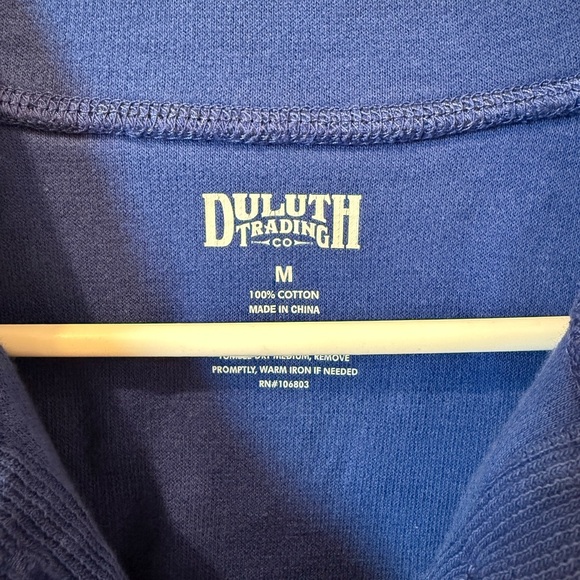 DULUTH
TRADING
CO
M
100% COTTON
MADE IN CHINA
TUMBLE DRY MEDIUM, REMOVE
PROMPTLY, WARM IRON IF NEEDED
RN#106803